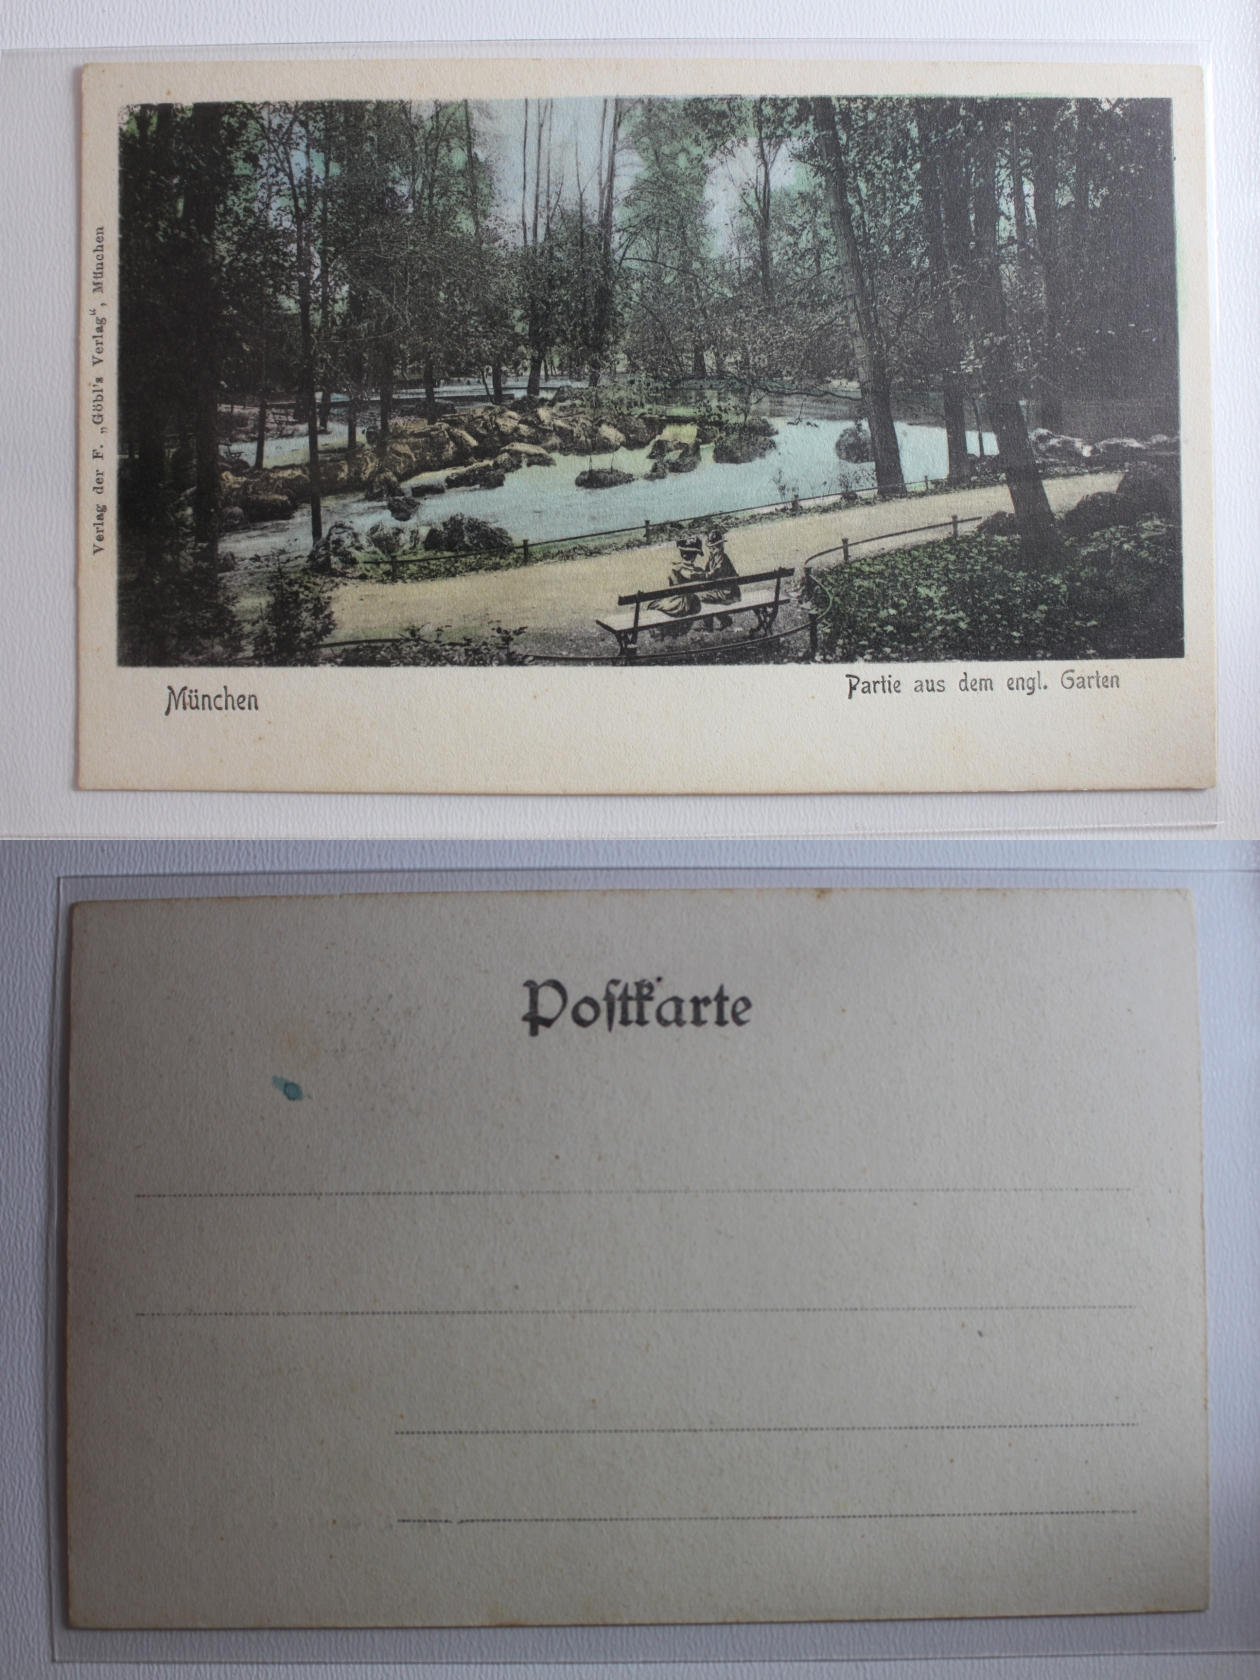 Verlag der F. „Göbl's Verlag“, München
München
Partie aus dem engl. Garten
Poſtkarte